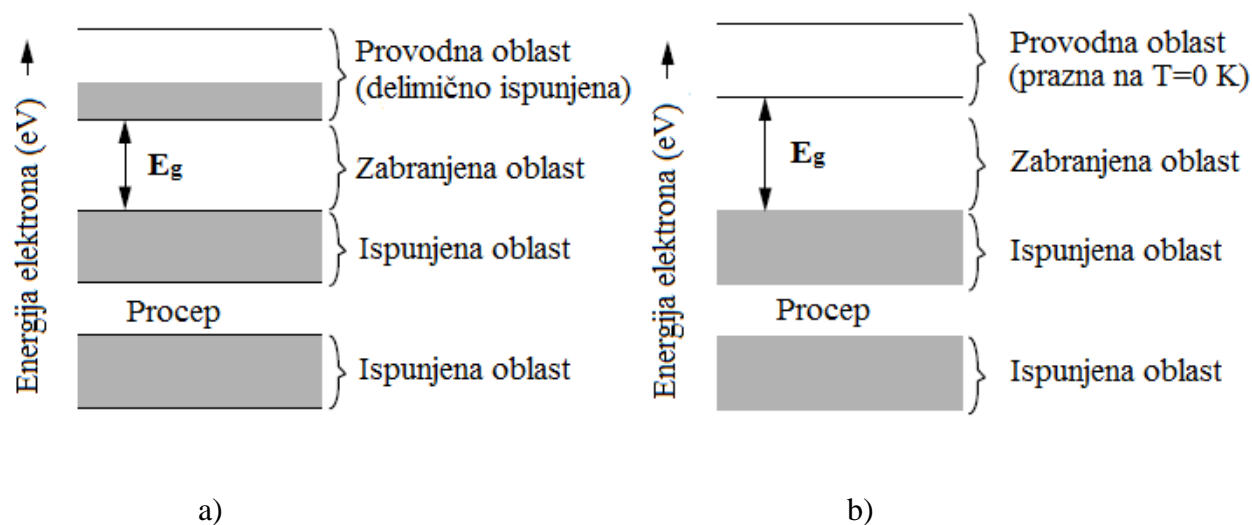 Energija elektrona (eV)
Provodna oblast
(delimično ispunjena)
Eg
Zabranjena oblast
Ispunjena oblast
Procep
Ispunjena oblast
a)
Energija elektrona (eV)
Provodna oblast
(prazna na T=0 K)
Eg
Zabranjena oblast
Ispunjena oblast
Procep
Ispunjena oblast
b)